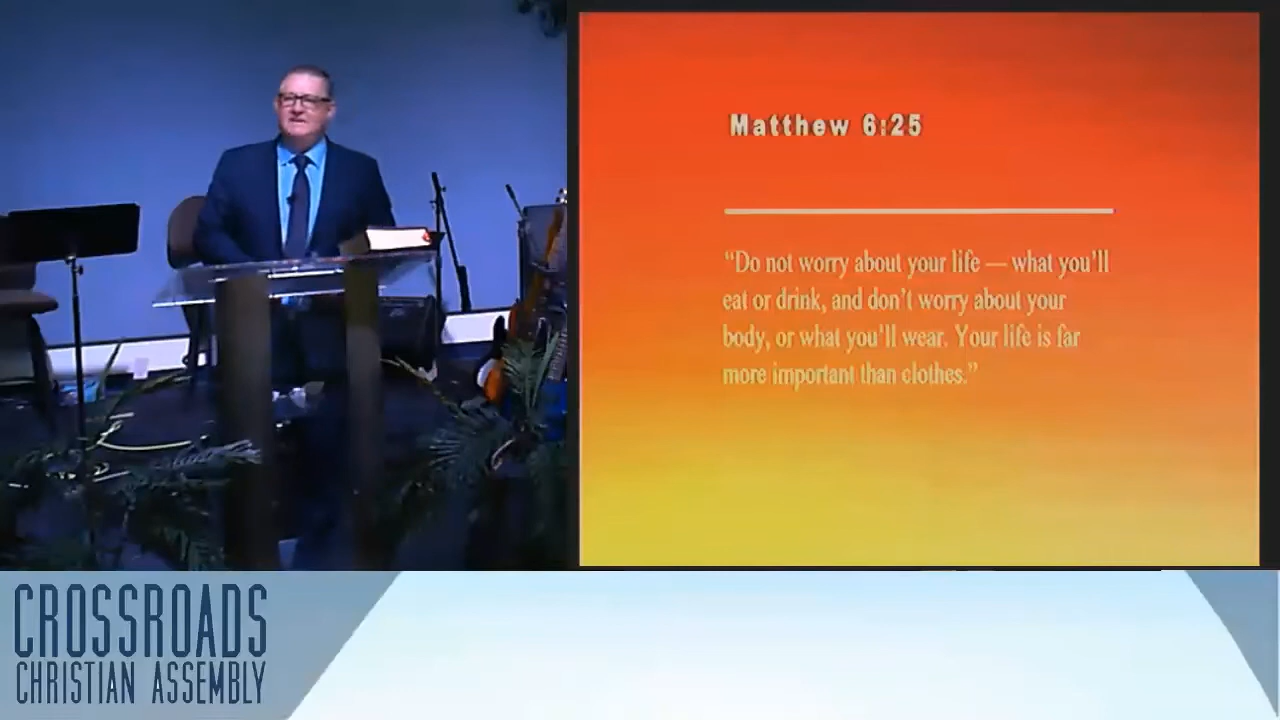 Matthew 6:25
“Do not worry about your life — what you’ll
eat or drink, and don’t worry about your
body, or what you’ll wear. Your life is far
more important than clothes.”
CROSSROADS
CHRISTIAN ASSEMBLY